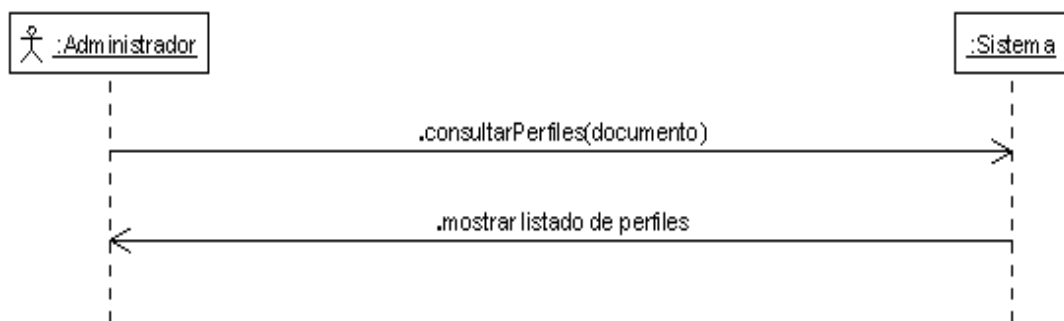 :Administrador
:Sistema
.consultarPerfiles(documento)
.mostrar listado de perfiles